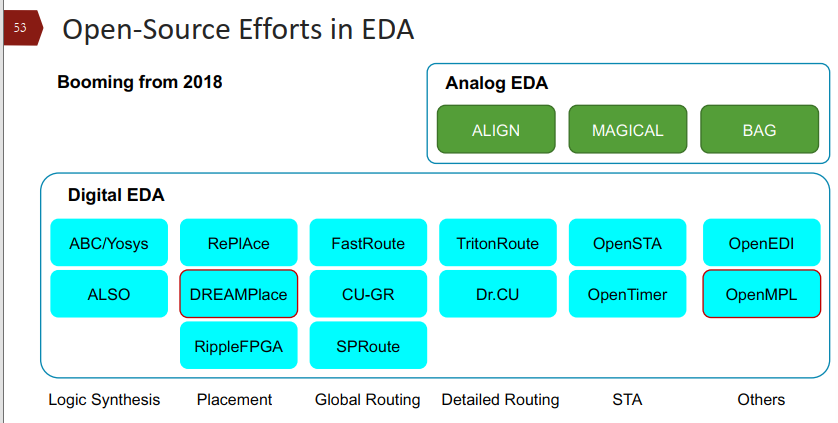 53
Open-Source Efforts in EDA
Booming from 2018
Analog EDA
ALIGN MAGICAL BAG
Digital EDA
ABC/Yosys RePlAce FastRoute TritonRoute OpenSTA OpenEDI
ALSO DREAMPlace CU-GR Dr.CU OpenTimer OpenMPL
RippleFPGA SPRoute
Logic Synthesis Placement Global Routing Detailed Routing STA Others